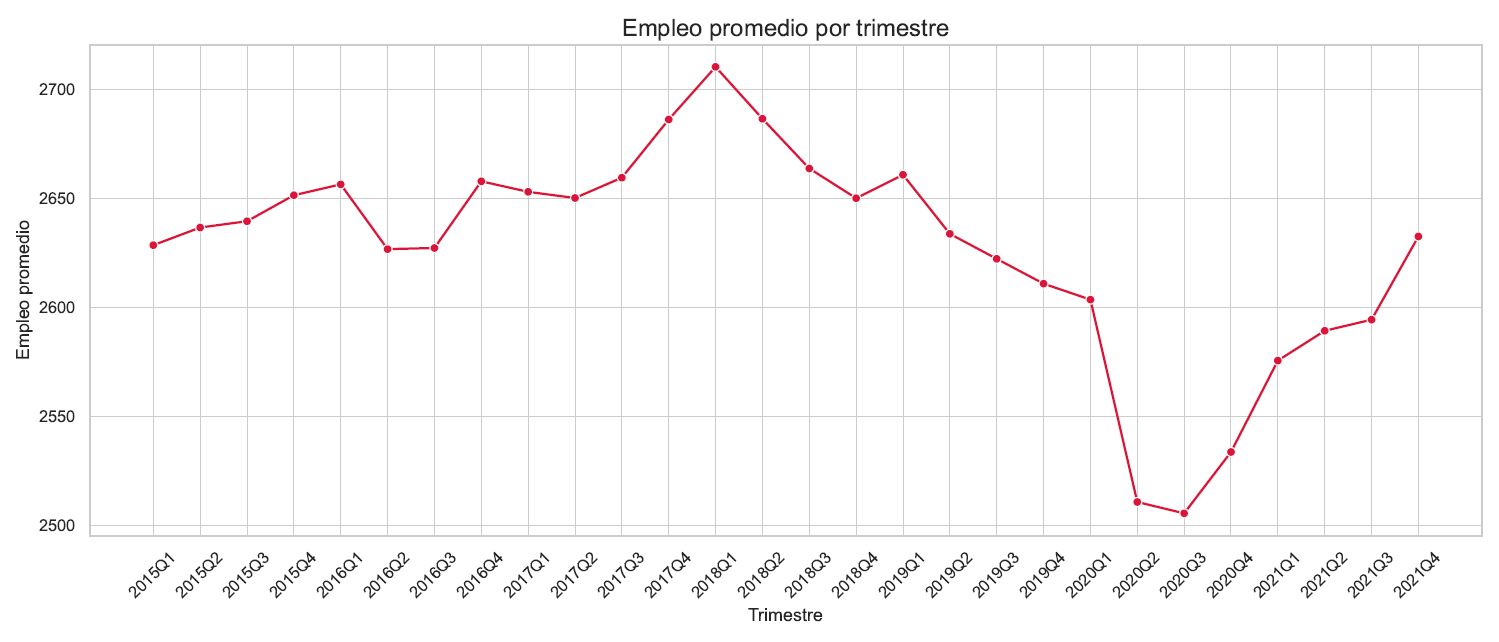 Empleo promedio por trimestre
Empleo promedio
2700
2650
2600
2550
2500
2015Q1
2015Q2
2015Q3
2015Q4
2016Q1
2016Q2
2016Q3
2016Q4
2017Q1
2017Q2
2017Q3
2017Q4
2018Q1
2018Q2
2018Q3
2018Q4
2019Q1
2019Q2
2019Q3
2019Q4
2020Q1
2020Q2
2020Q3
2020Q4
2021Q1
2021Q2
2021Q3
2021Q4
Trimestre